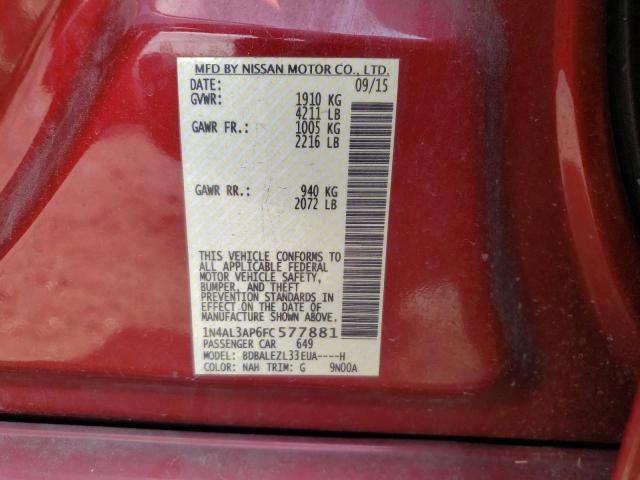 MFD BY NISSAN MOTOR CO., LTD.
DATE: 09/15
GVWR: 1910 KG
4211 LB
GAWR FR.: 1005 KG
2216 LB
GAWR RR.: 940 KG
2072 LB
THIS VEHICLE CONFORMS TO
ALL APPLICABLE FEDERAL
MOTOR VEHICLE SAFETY,
BUMPER, AND THEFT
PREVENTION STANDARDS IN
EFFECT ON THE DATE OF
MANUFACTURE SHOWN ABOVE.
1N4AL3AP6FC577881
PASSENGER CAR 649
MODEL: BDBALEZL33EUA----H
COLOR: NAH TRIM: G 9N00A